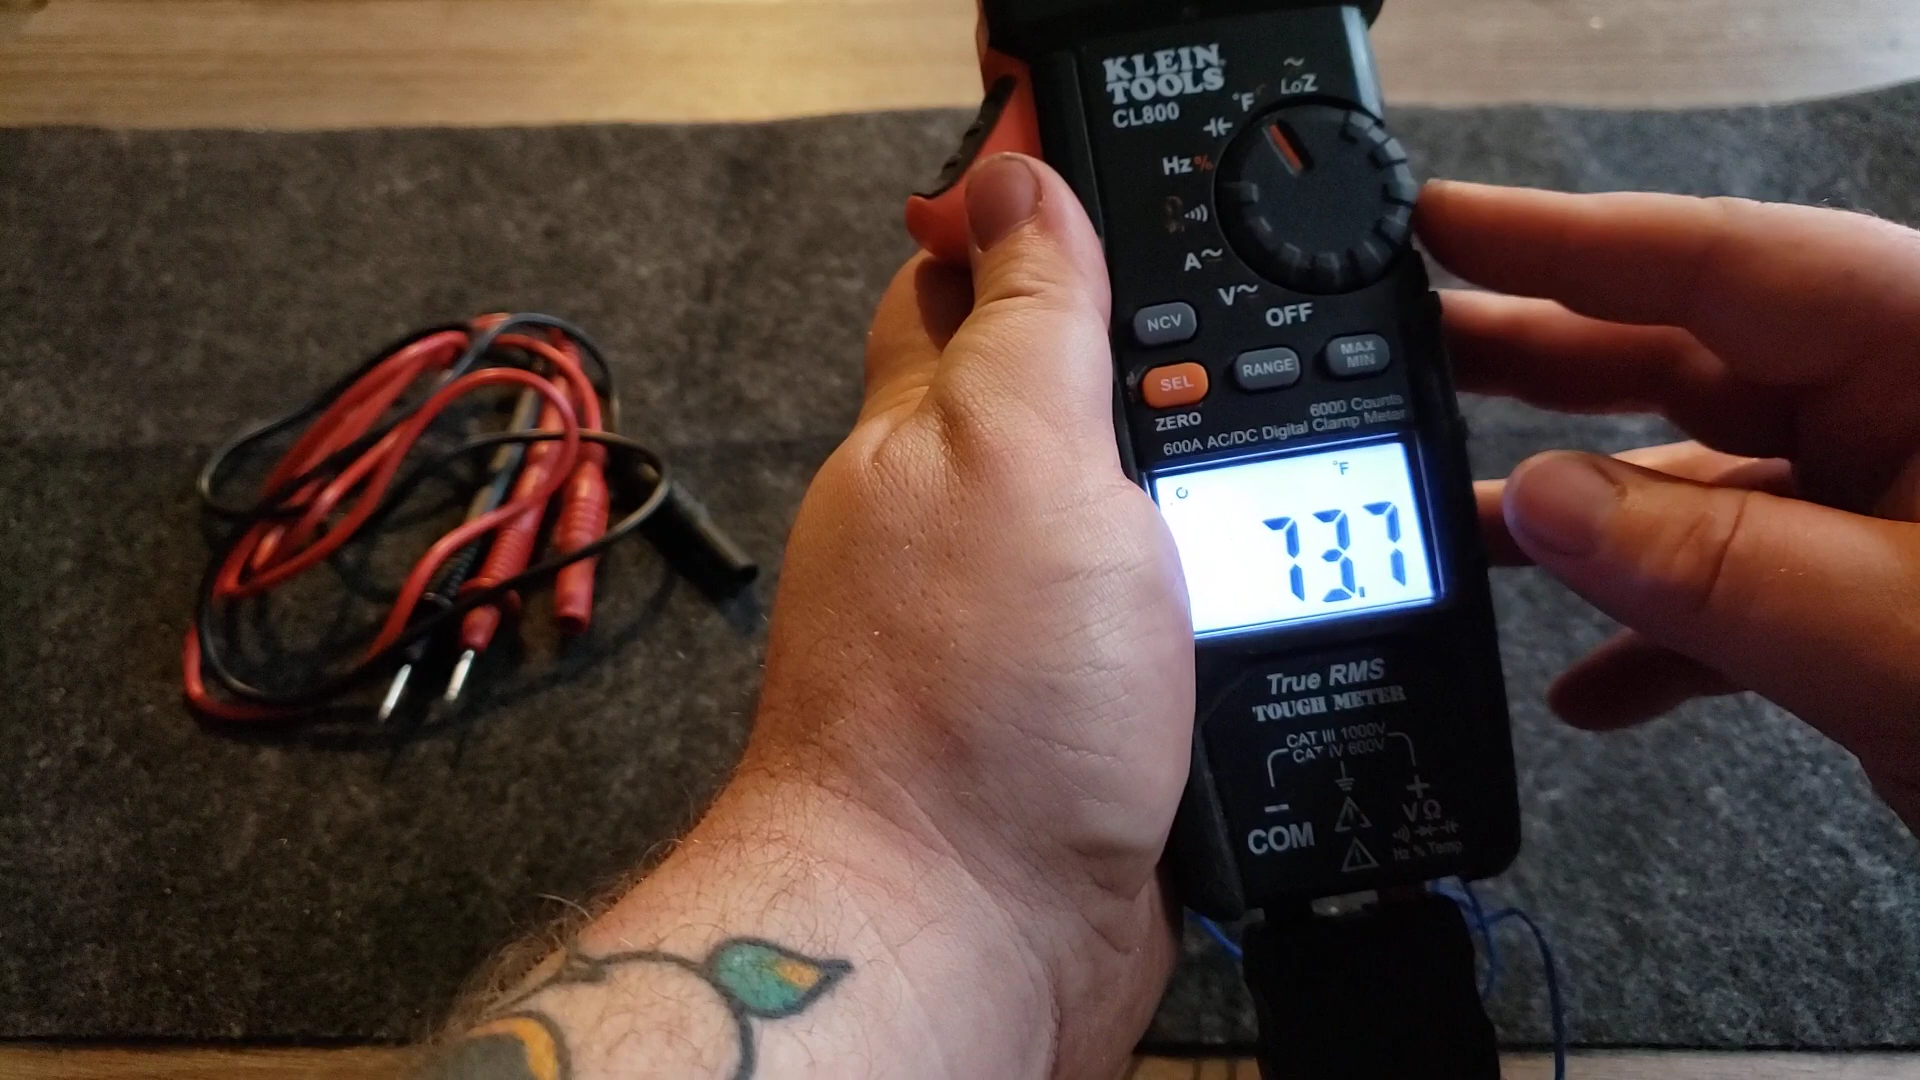 KLEIN
TOOLS
CL800
~
LoZ
°F
Hz%
A~
V~
OFF
NCV
SEL
RANGE
MAX
MIN
ZERO
6000 Counts
600A AC/DC Digital Clamp Meter
°F
73.7
True RMS
TOUGH METER
CAT III 1000V
CAT IV 600V
− +
COM
V Ω
Hz % Temp